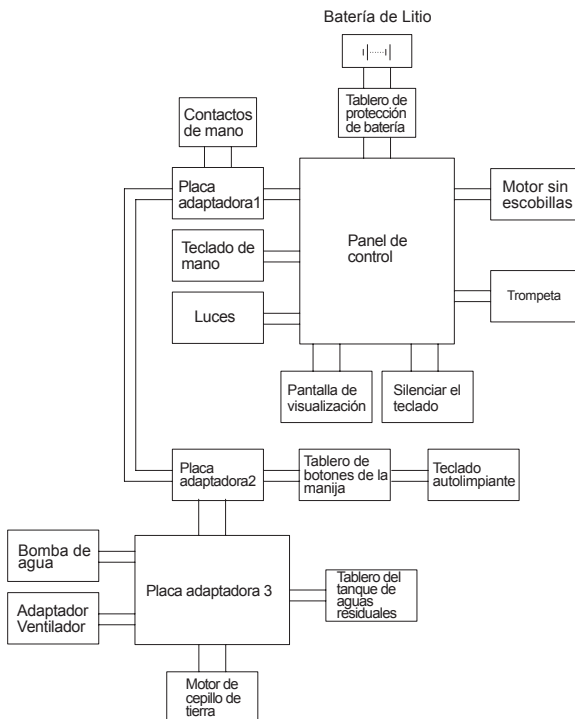 Batería de Litio
Tablero de
protección
de batería
Contactos
de mano
Placa
adaptadora1
Panel de
control
Motor sin
escobillas
Teclado de
mano
Trompeta
Luces
Pantalla de
visualización
Silenciar el
teclado
Placa
adaptadora2
Tablero de
botones de la
manija
Teclado
autolimpiante
Bomba de
agua
Placa adaptadora 3
Tablero del
tanque de
aguas
residuales
Adaptador
Ventilador
Motor de
cepillo de
tierra